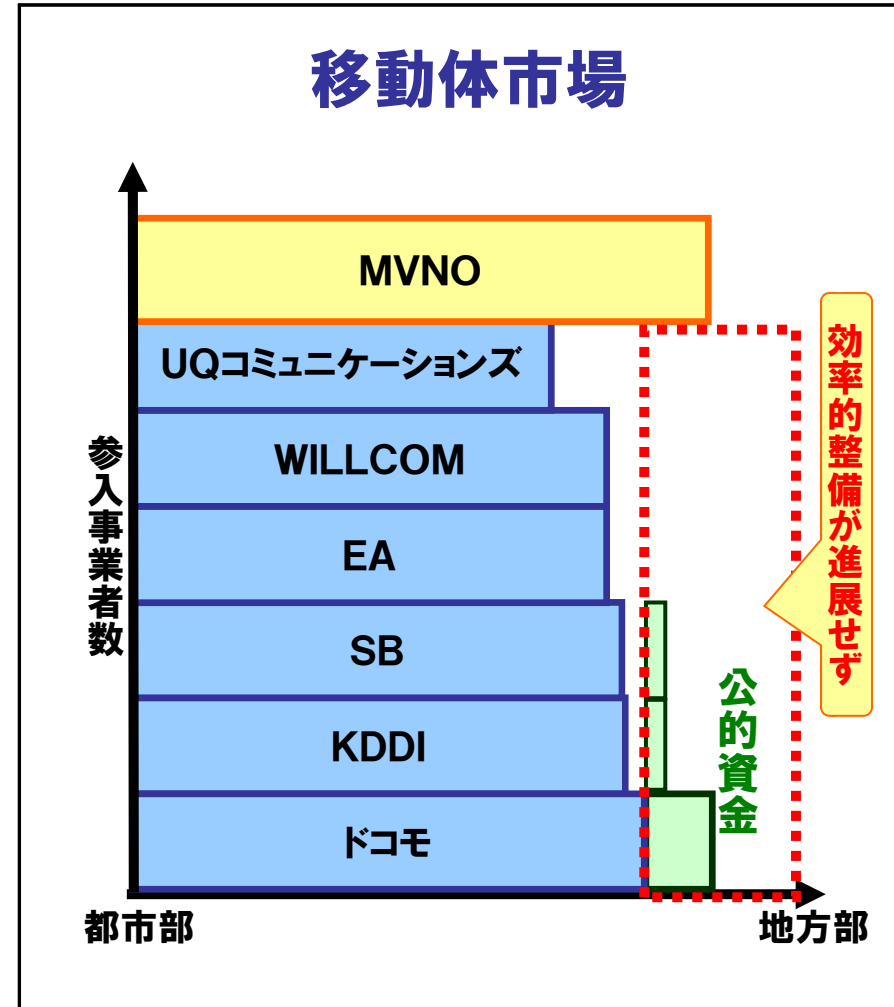 移動体市場
MVNO
UQコミュニケーションズ
WILLCOM
EA
SB
KDDI
ドコモ
参入事業者数
効率的整備が進展せず
公的資金
都市部
地方部